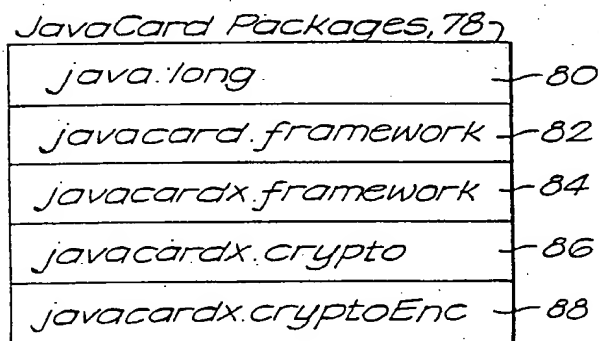 JavaCard Packages, 78
java.long 80
javacard.framework 82
javacardx.framework 84
javacardx.crypto 86
javacardx.cryptoEnc 88